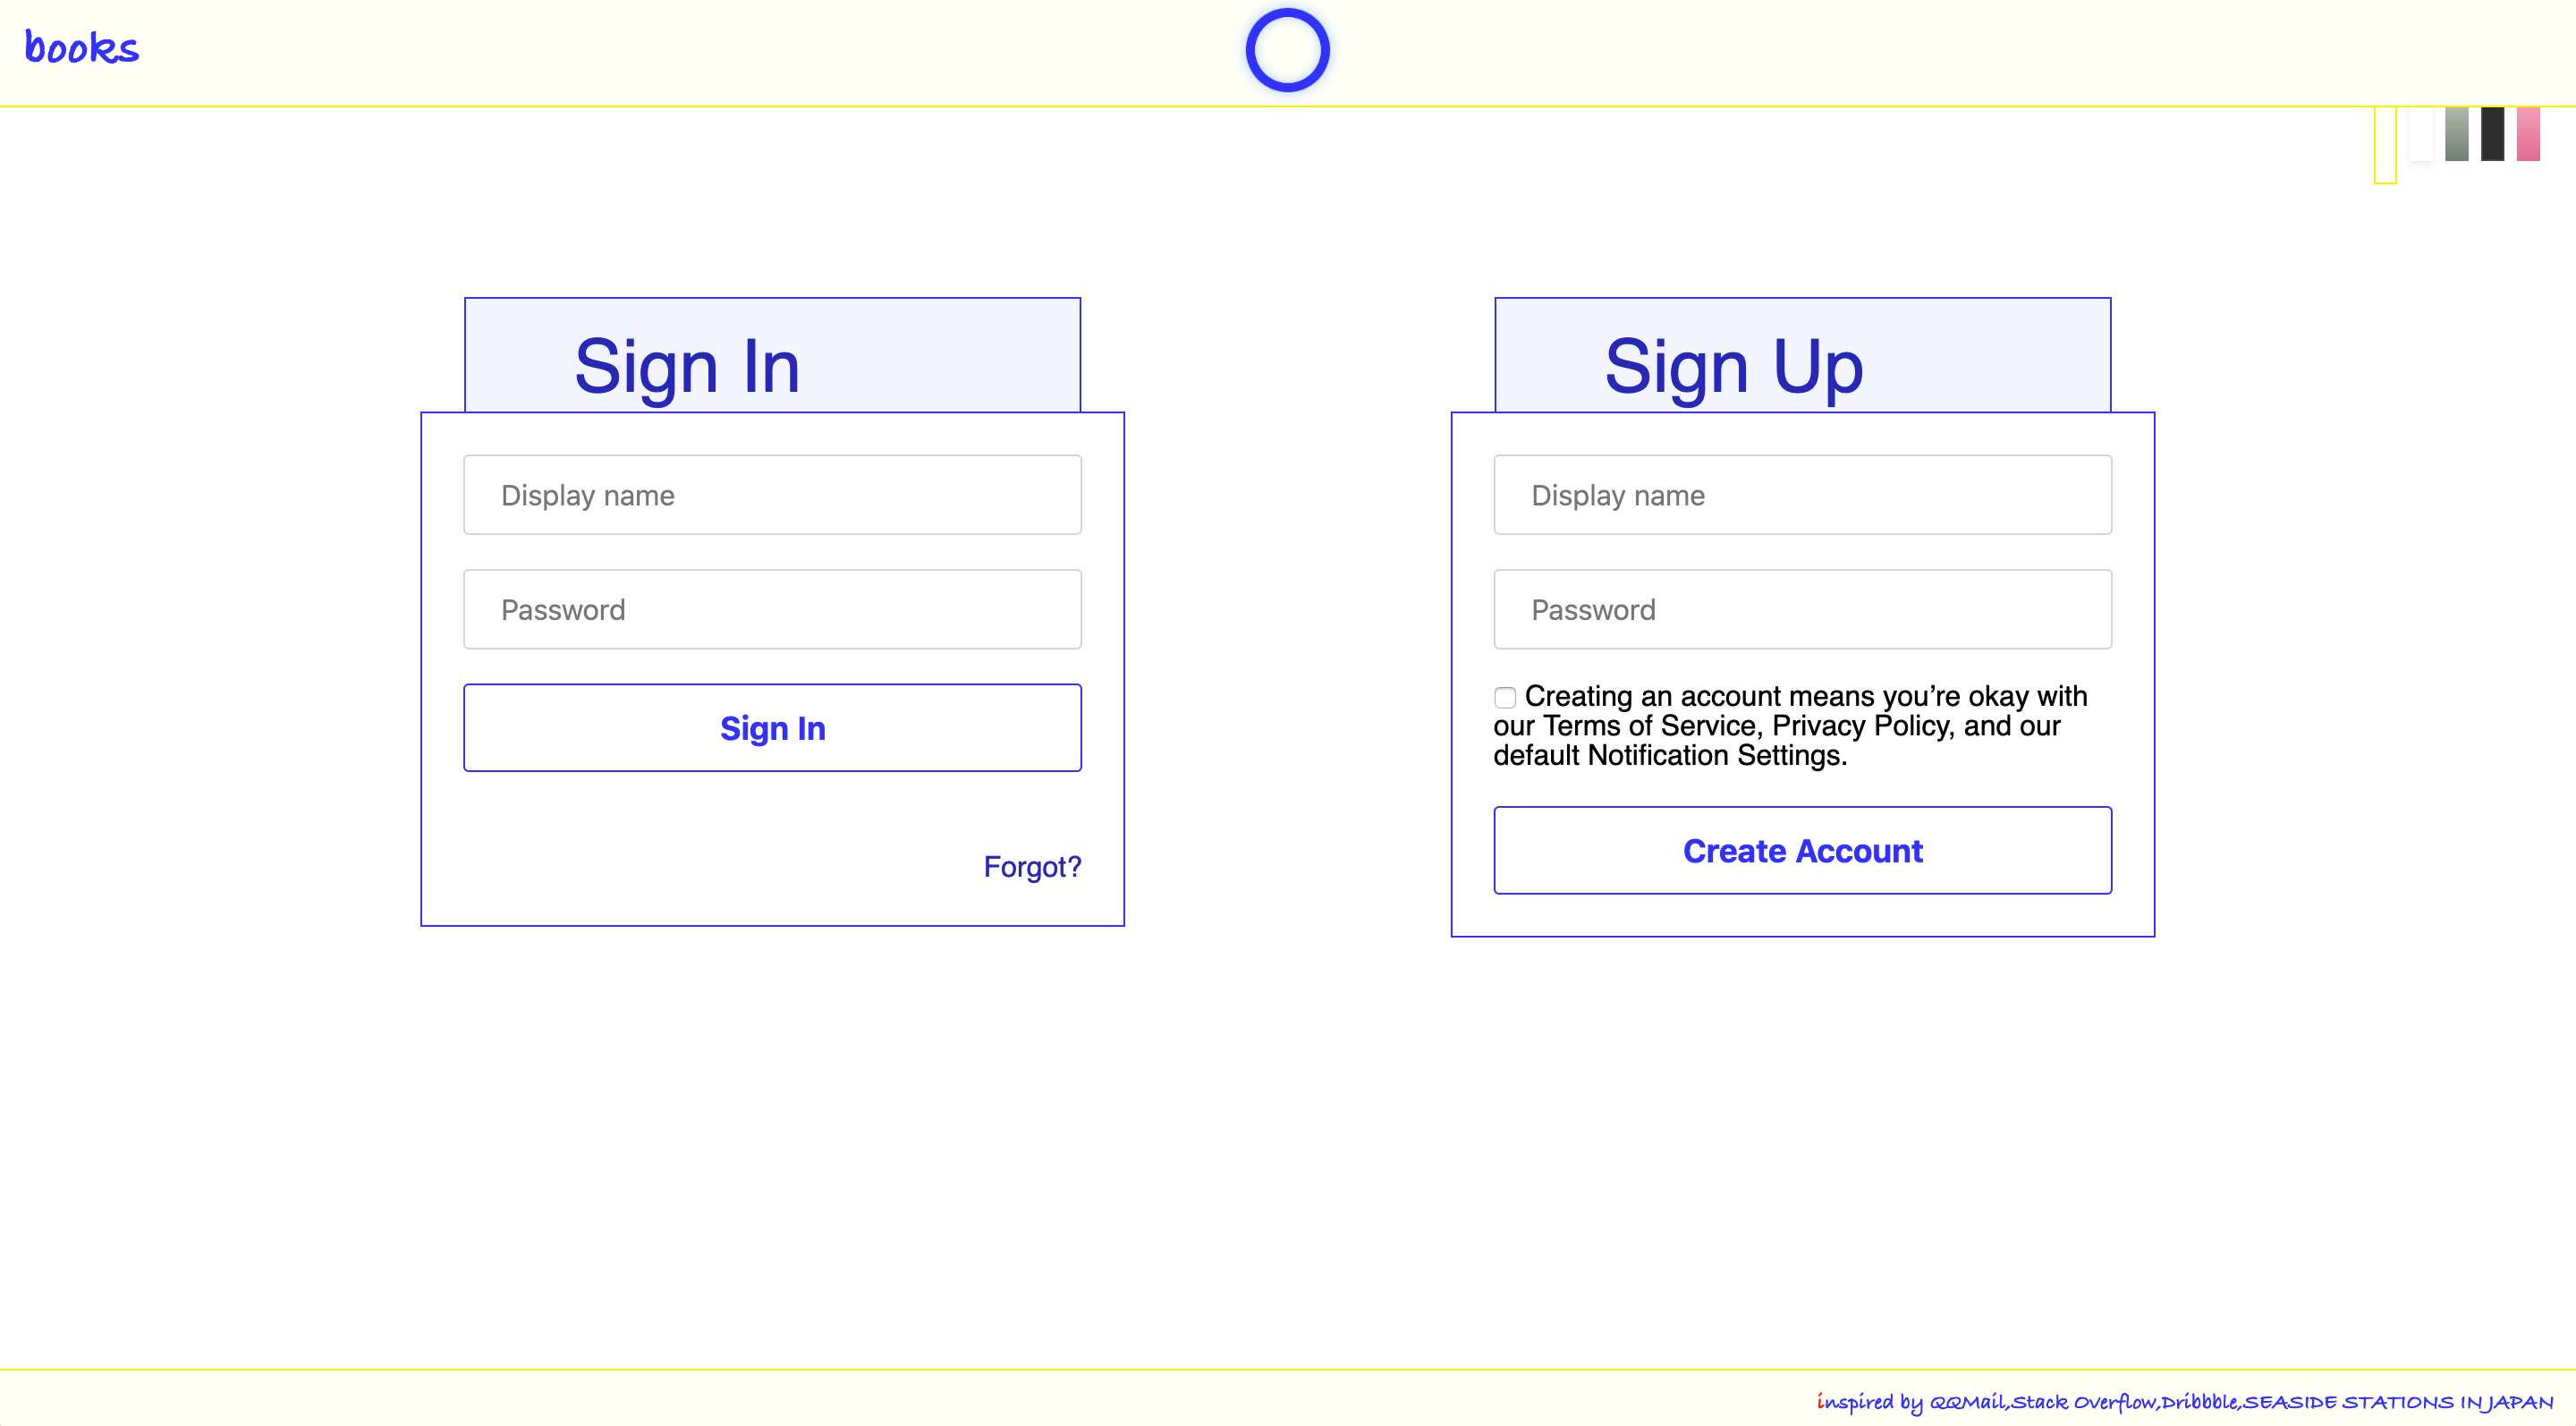 books
Sign In
Display name
Password
Sign In
Forgot?
Sign Up
Display name
Password
Creating an account means you’re okay with
our Terms of Service, Privacy Policy, and our
default Notification Settings.
Create Account
inspired by QQMail,Stack Overflow,Dribbble,SEASIDE STATIONS IN JAPAN